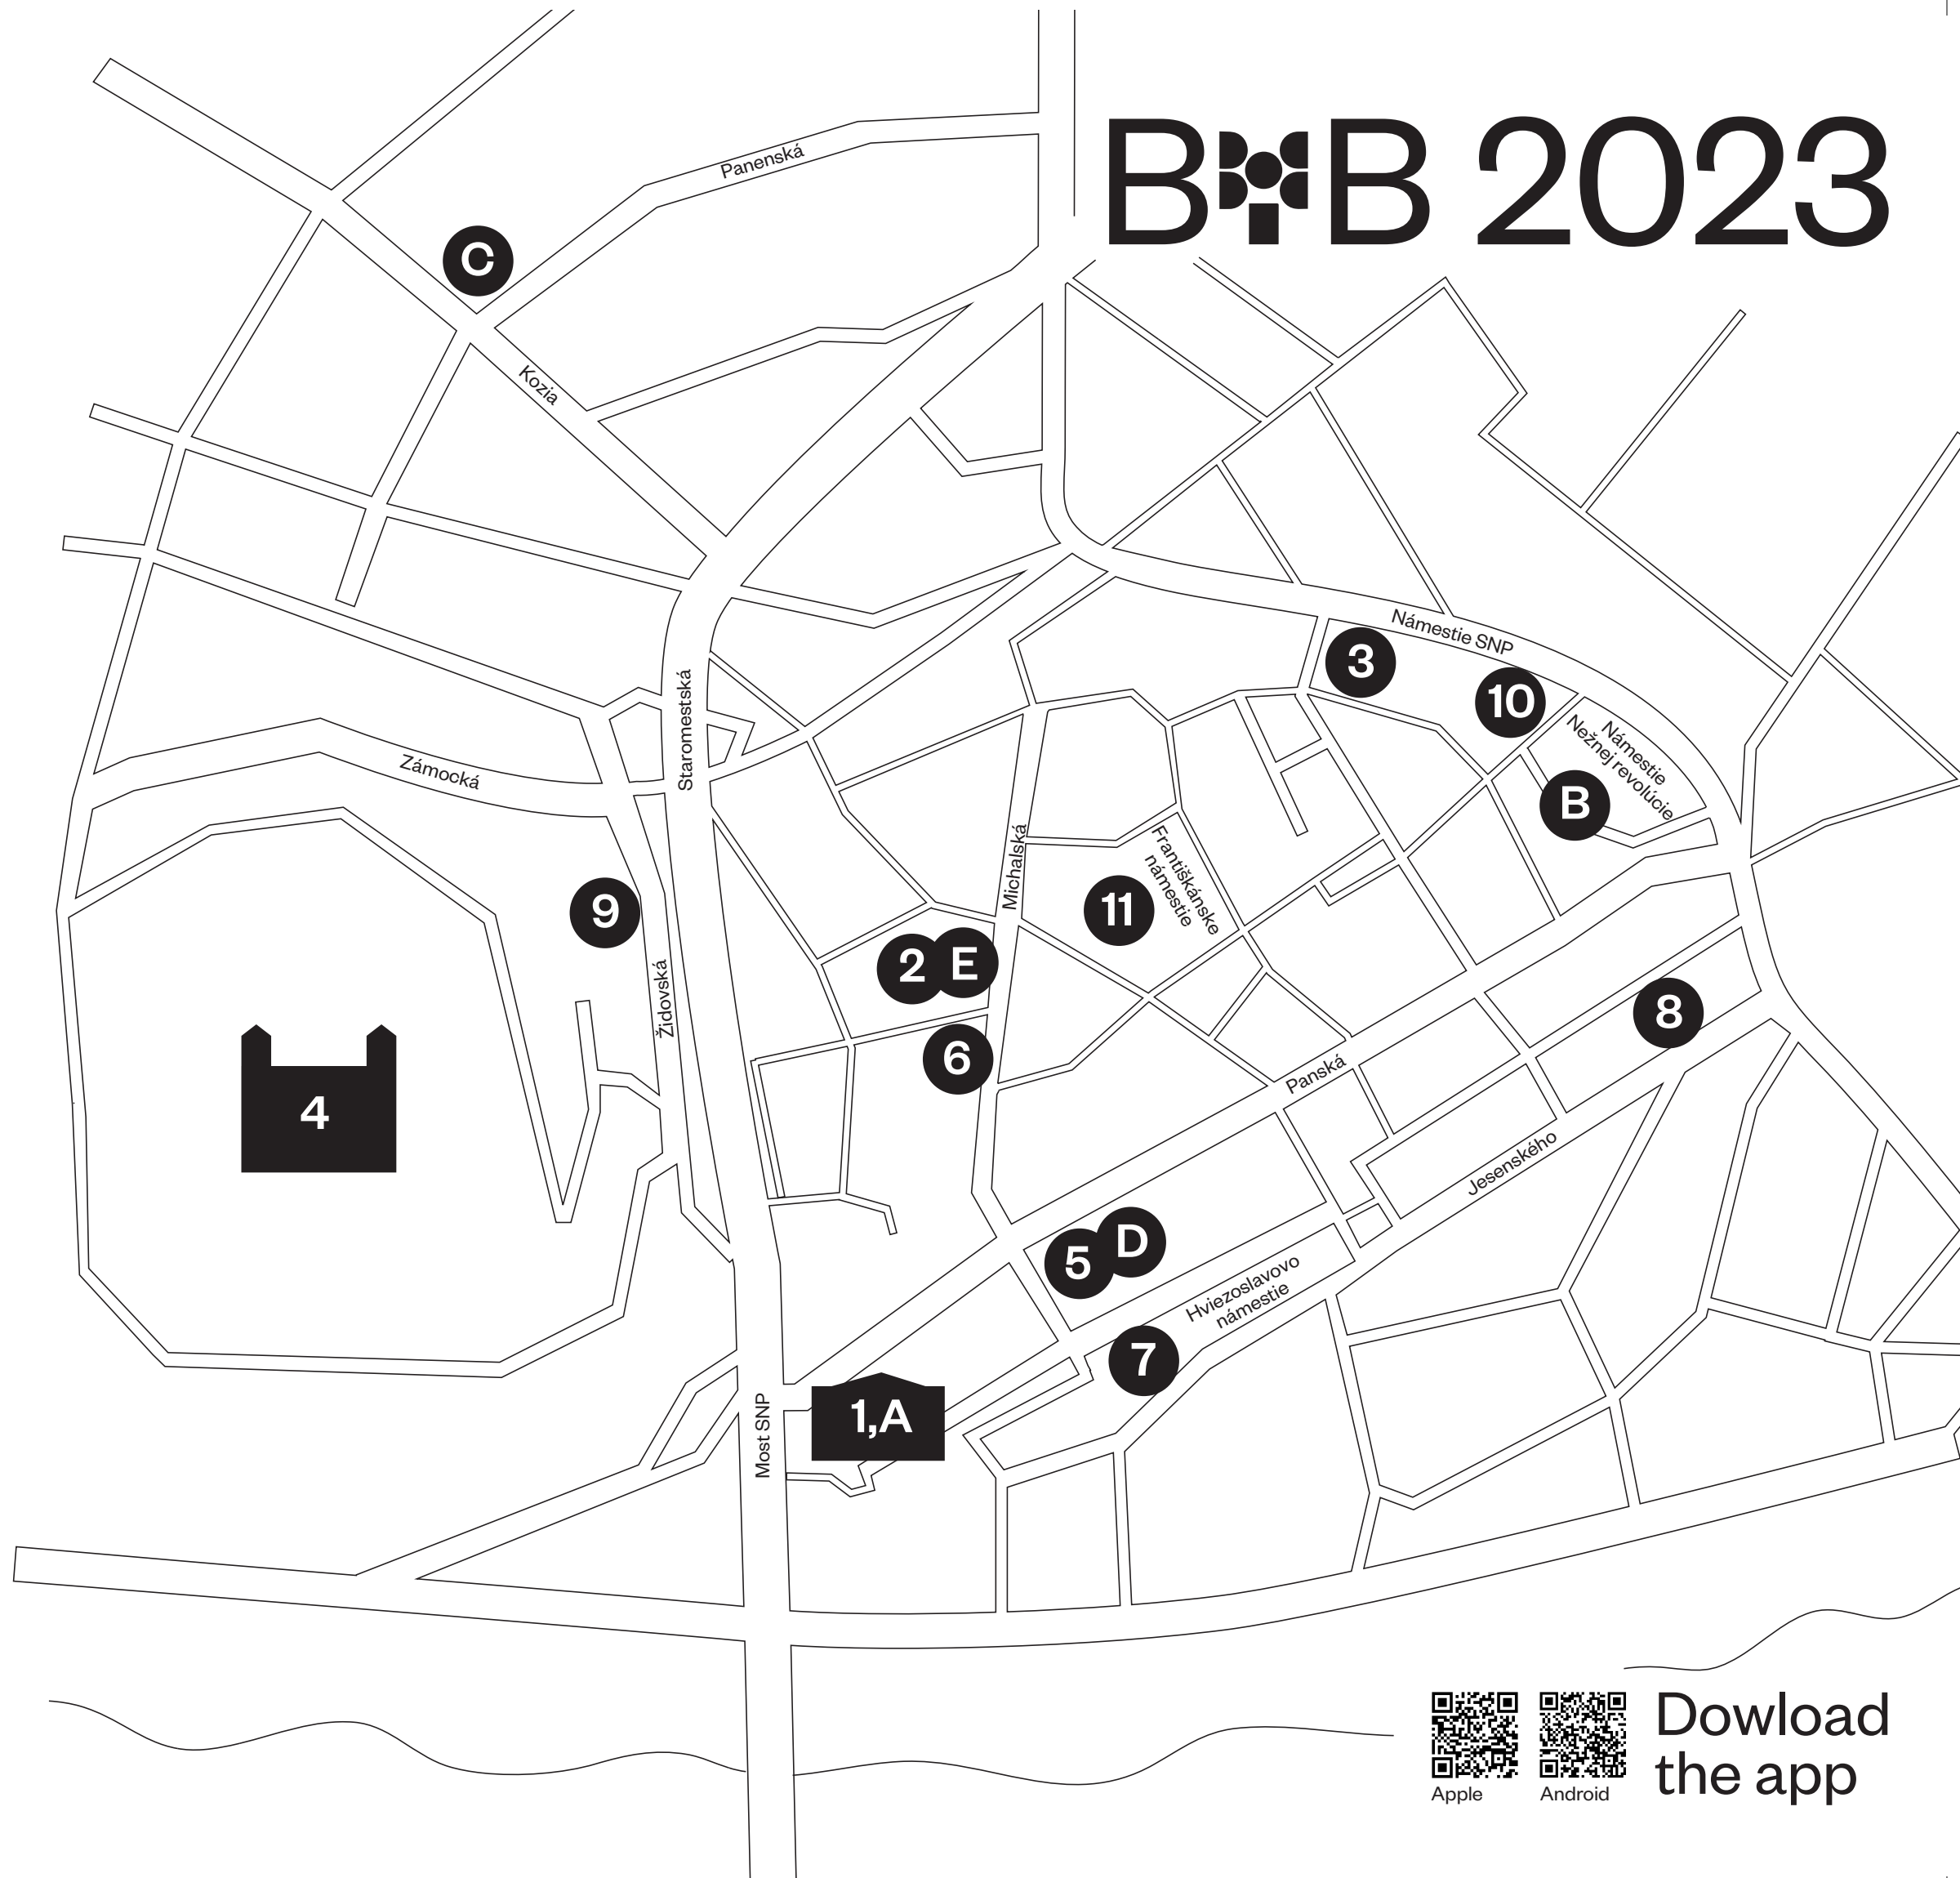 B B 2023
Panenská
C
Kozia
Námestie SNP
3
10
Staromestská
Námestie
Nežnej revolúcie
Zámocká
B
Michalská
Františkánske
námestie
9
11
2 E
Židovská
8
6
4
Panská
Jesenského
5 D
Hviezoslavovo
námestie
7
1,A
Most SNP
Dowload
the app
Apple
Android